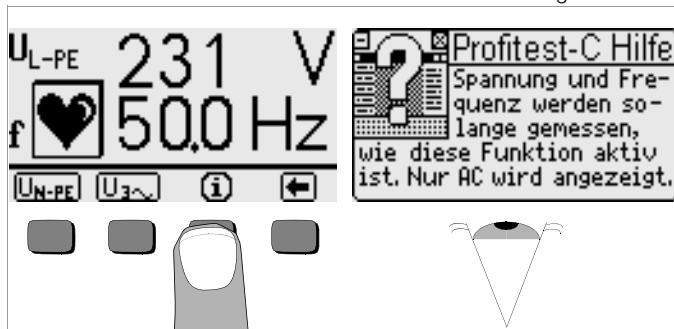 U L-PE 231 V
f 50.0 Hz
U N-PE U 3~ i
Profitest-C Hilfe
Spannung und Fre-
quenz werden so-
lange gemessen,
wie diese Funktion aktiv
ist. Nur AC wird angezeigt.